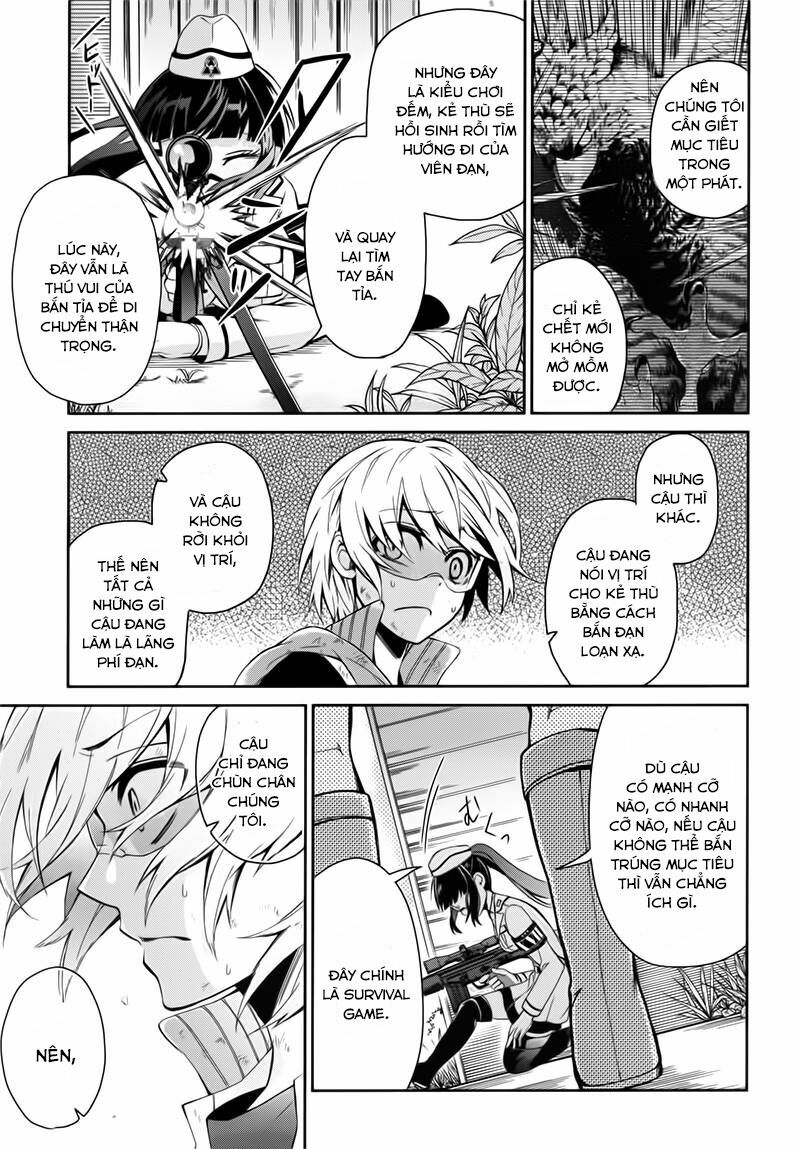 NÊN
CHÚNG TÔI
CẦN GIẾT
MỤC TIÊU
TRONG
MỘT PHÁT.
CHỈ KẺ
CHẾT MỚI
KHÔNG
MỞ MỒM
ĐƯỢC.
NHƯNG ĐÂY
LÀ KIỂU CHƠI
ĐẾM, KẺ THÙ SẼ
HỒI SINH RỒI TÌM
HƯỚNG ĐI CỦA
VIÊN ĐẠN,
VÀ QUAY
LẠI TÌM
TAY BẮN
TỈA.
LÚC NÀY,
ĐÂY VẪN LÀ
THÚ VUI CỦA
BẮN TỈA ĐỂ DI
CHUYỂN THẬN
TRỌNG.
NHƯNG
CẬU THÌ
KHÁC.
CẬU ĐANG
NÓI VỊ TRÍ
CHO KẺ THÙ
BẰNG CÁCH
BẮN ĐẠN
LOẠN XẠ.
VÀ CẬU
KHÔNG
RỜI KHỎI
VỊ TRÍ,
THẾ NÊN
TẤT CẢ
NHỮNG GÌ
CẬU ĐANG
LÀM LÀ LÃNG
PHÍ ĐẠN.
DÙ CẬU
CÓ MẠNH CỠ
NÀO, CÓ NHANH
CỠ NÀO, NẾU CẬU
KHÔNG THỂ BẮN
TRÚNG MỤC TIÊU
THÌ VẪN CHẲNG
ÍCH GÌ.
むくっ
ĐÂY CHÍNH
LÀ SURVIVAL
GAME.
CẬU
CHỈ ĐANG
CHÙN CHÂN
CHÚNG
TÔI.
NÊN,